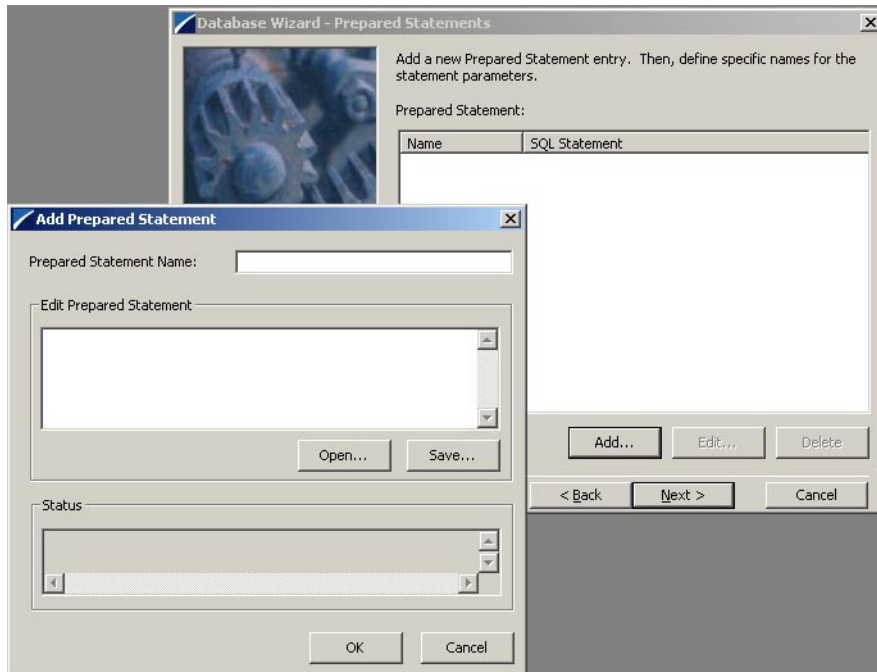 Database Wizard - Prepared Statements
Add a new Prepared Statement entry. Then, define specific names for the
statement parameters.
Prepared Statement:
Name SQL Statement
Add... Edit... Delete
< Back Next > Cancel
Add Prepared Statement
Prepared Statement Name:
Edit Prepared Statement
Open... Save...
Status
OK Cancel